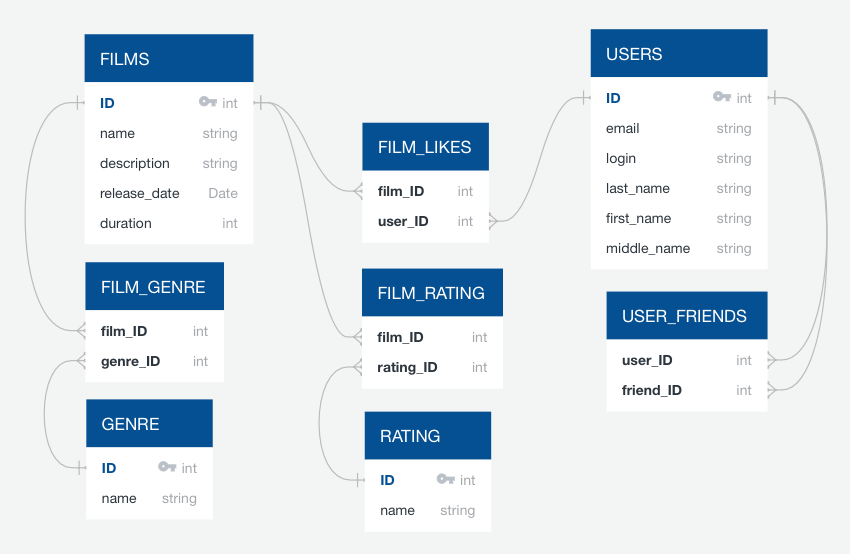 FILMS
ID int
name string
description string
release_date Date
duration int
FILM_GENRE
film_ID int
genre_ID int
GENRE
ID int
name string
FILM_LIKES
film_ID int
user_ID int
FILM_RATING
film_ID int
rating_ID int
RATING
ID int
name string
USERS
ID int
email string
login string
last_name string
first_name string
middle_name string
USER_FRIENDS
user_ID int
friend_ID int